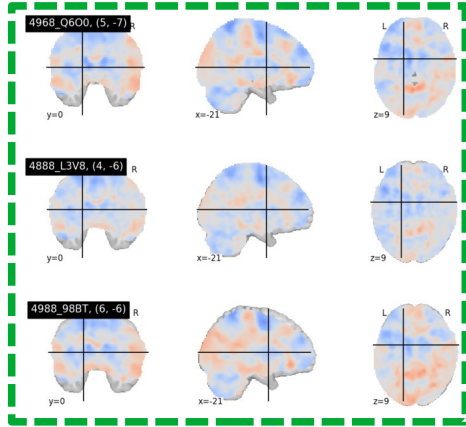 4968_Q6O0, (5, -7)
R
L R
y=0
x=-21
z=9
4888_L3V8, (4, -6)
R
L R
y=0
x=-21
z=9
4988_98BT, (6, -6)
R
L R
y=0
x=-21
z=9